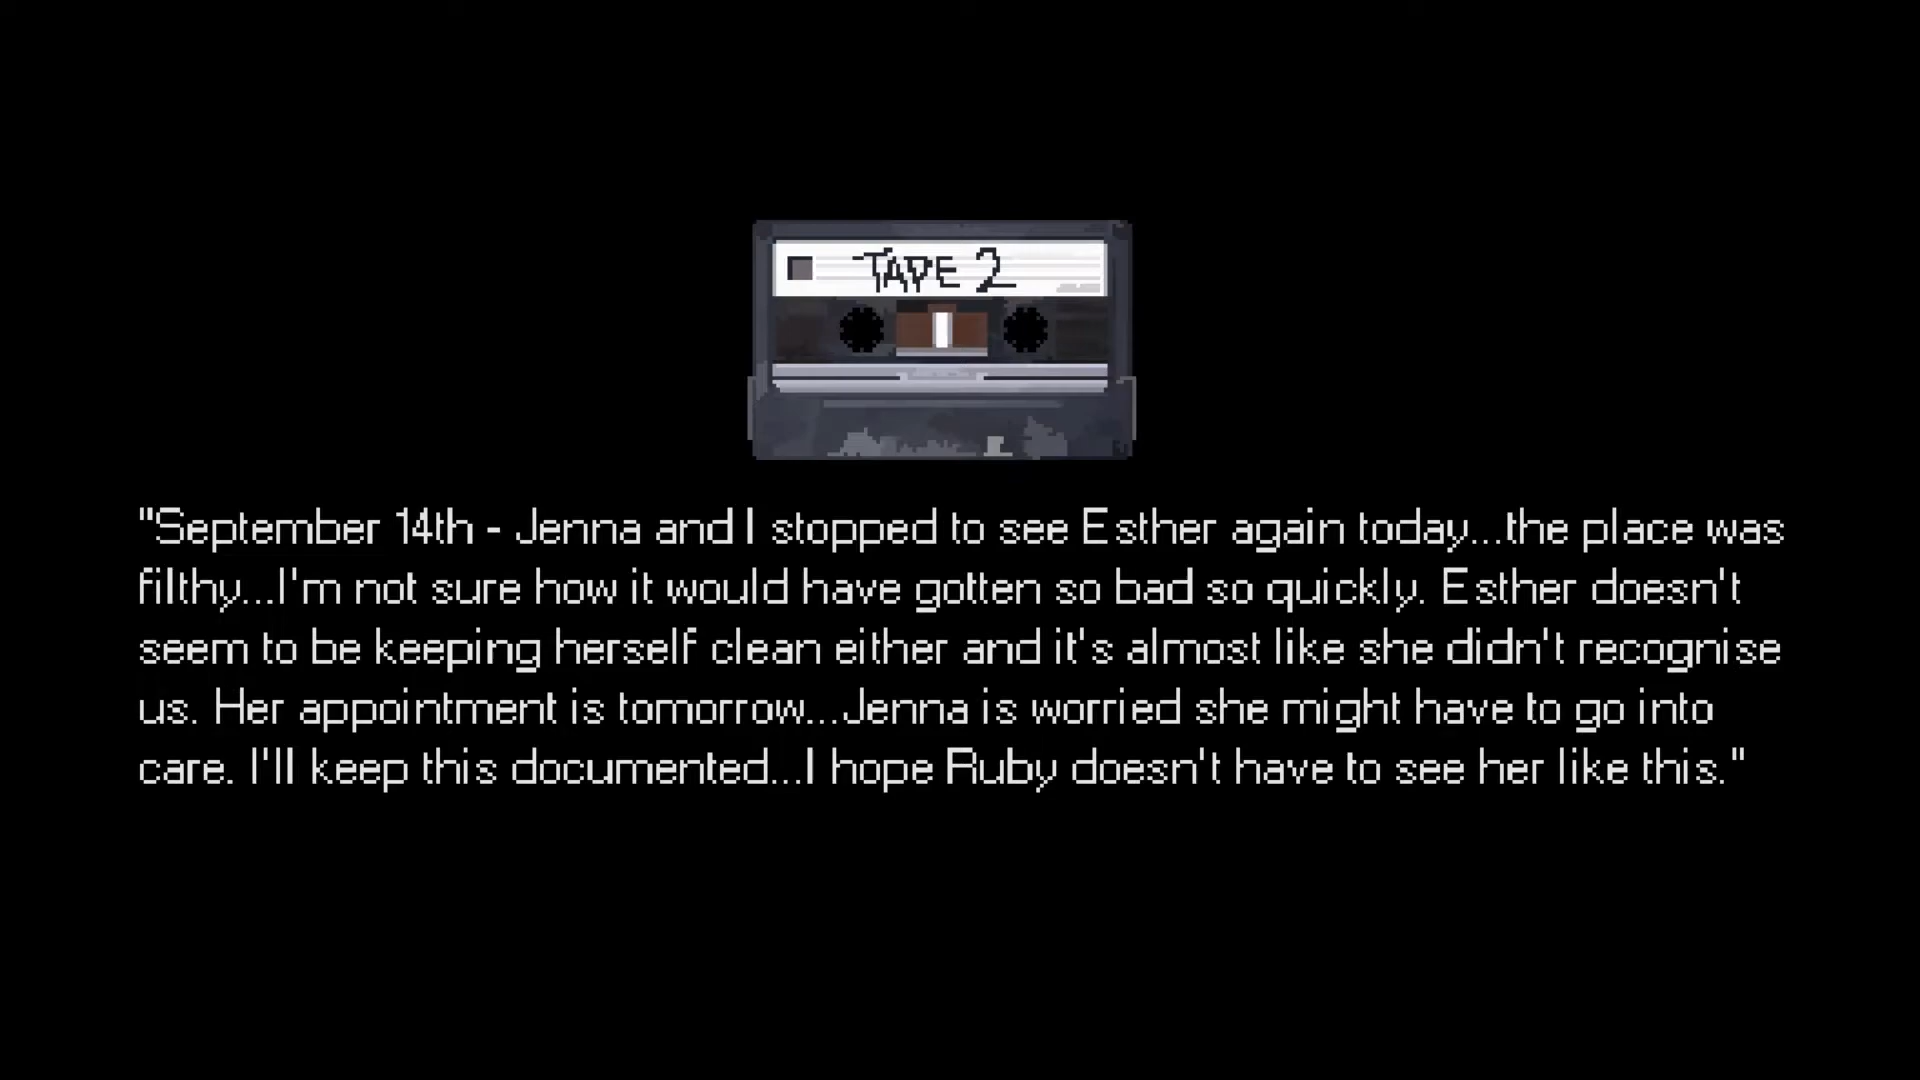 TAPE 2
"September 14th - Jenna and I stopped to see Esther again today...the place was
filthy...I'm not sure how it would have gotten so bad so quickly. Esther doesn't
seem to be keeping herself clean either and it's almost like she didn't recognise
us. Her appointment is tomorrow...Jenna is worried she might have to go into
care. I'll keep this documented...I hope Ruby doesn't have to see her like this."